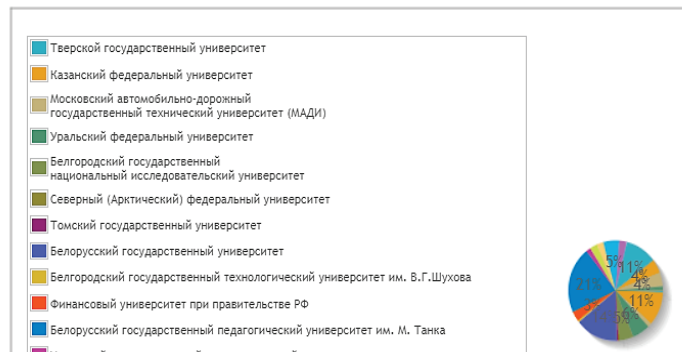 Тверской государственный университет
Казанский федеральный университет
Московский автомобильно-дорожный
государственный технический университет (МАДИ)
Уральский федеральный университет
Белгородский государственный
национальный исследовательский университет
Северный (Арктический) федеральный университет
Томский государственный университет
Белорусский государственный университет
Белгородский государственный технологический университет им. В.Г.Шухова
Финансовый университет при правительстве РФ
Белорусский государственный педагогический университет им. М. Танка
5%
11%
4%
4%
21%
11%